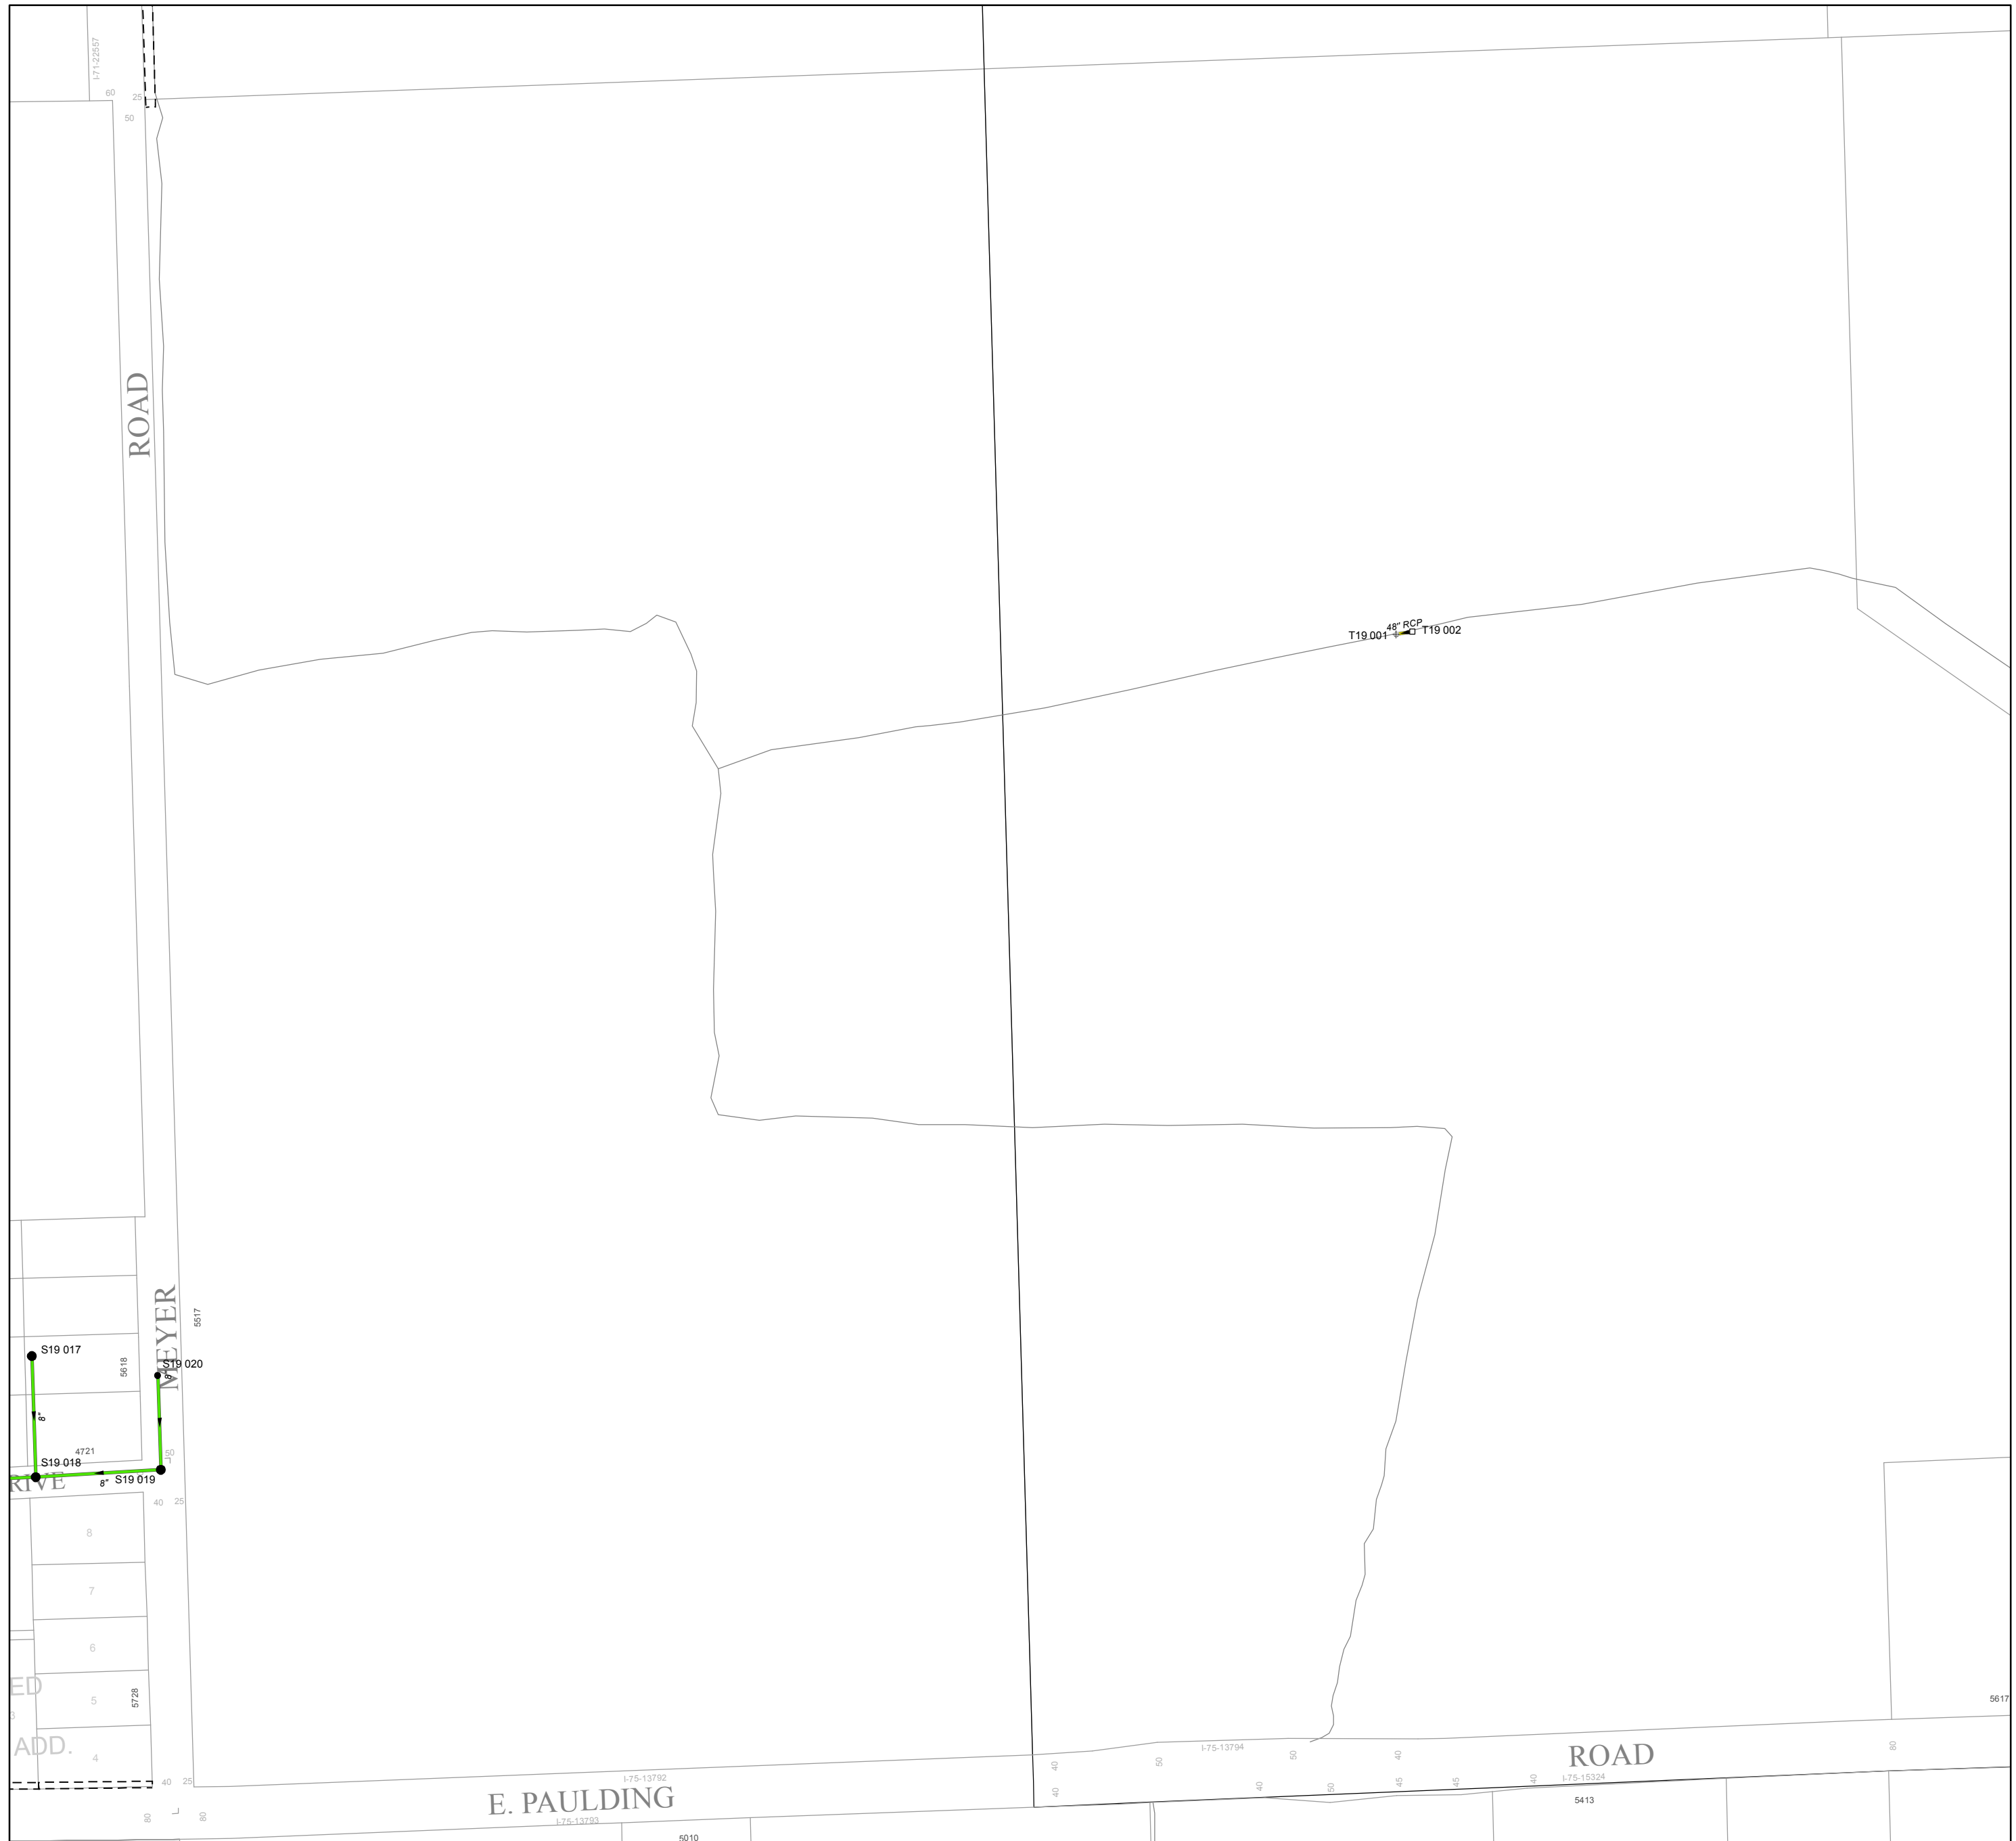 I-71-22557
60
25
50
ROAD
48" RCP
T19 001
T19 002
5517
MEYER
S19 017
S19 020
8"
5618
8"
4721
50
S19 018
8"
S19 019
RIVE
40
25
8
7
6
ED
5
5728
3
ADD.
4
40
25
80
80
I-75-13792
E. PAULDING
I-75-13793
5010
40
40
50
I-75-13794
50
40
40
50
45
45
40
ROAD
I-75-15324
5413
80
5617